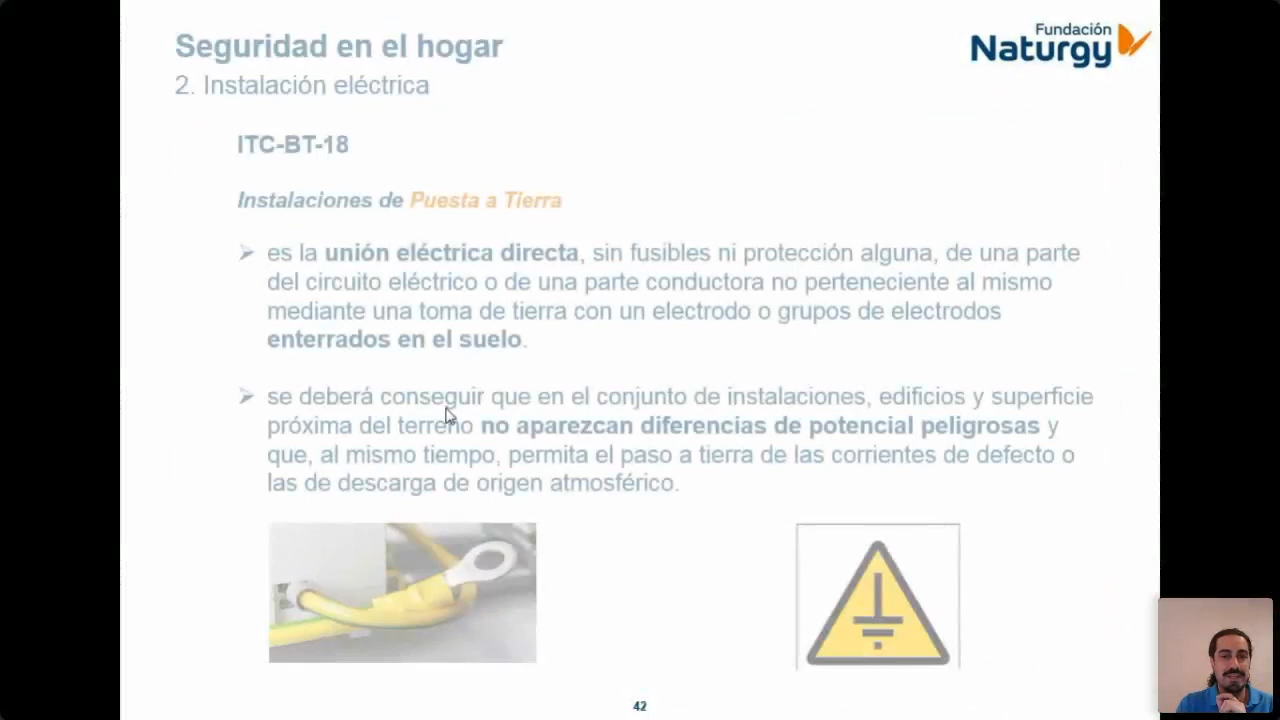 Seguridad en el hogar
Fundación
Naturgy
2. Instalación eléctrica
ITC-BT-18
Instalaciones de Puesta a Tierra
es la unión eléctrica directa, sin fusibles ni protección alguna, de una parte
del circuito eléctrico o de una parte conductora no perteneciente al mismo
mediante una toma de tierra con un electrodo o grupos de electrodos
enterrados en el suelo.
se deberá conseguir que en el conjunto de instalaciones, edificios y superficie
próxima del terreno no aparezcan diferencias de potencial peligrosas y
que, al mismo tiempo, permita el paso a tierra de las corrientes de defecto o
las de descarga de origen atmosférico.
42